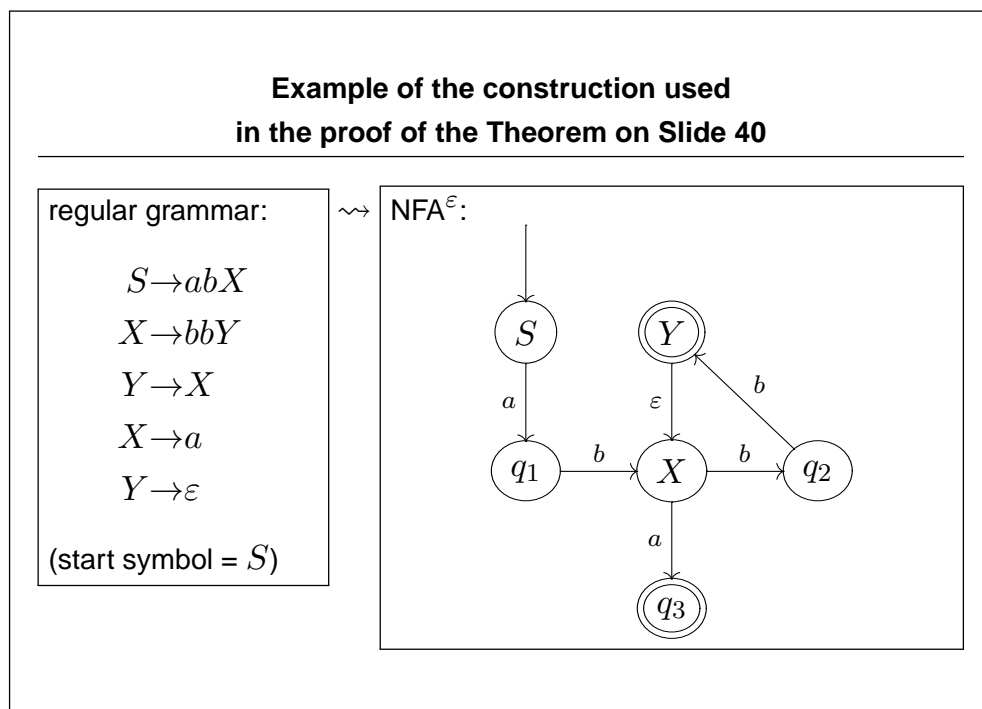 Example of the construction used
in the proof of the Theorem on Slide 40
regular grammar:
S→abX
X→bbY
Y→X
X→a
Y→ε
(start symbol = S)
⇝
NFAε:
S
Y
a
ε
b
q1
b
X
b
q2
a
q3